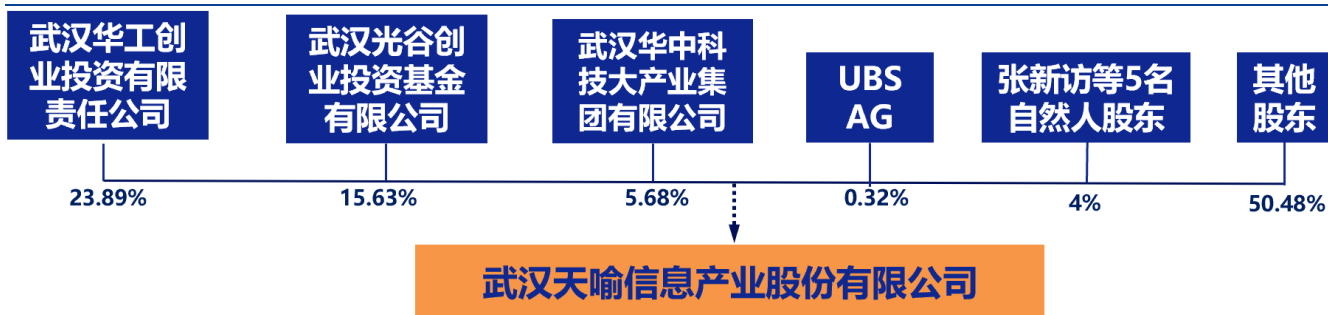 武汉华工创
业投资有限
责任公司
武汉光谷创
业投资基金
有限公司
武汉华中科
技大产业集
团有限公司
UBS
AG
张新访等5名
自然人股东
其他
股东
23.89%
15.63%
5.68%
0.32%
4%
50.48%
武汉天喻信息产业股份有限公司